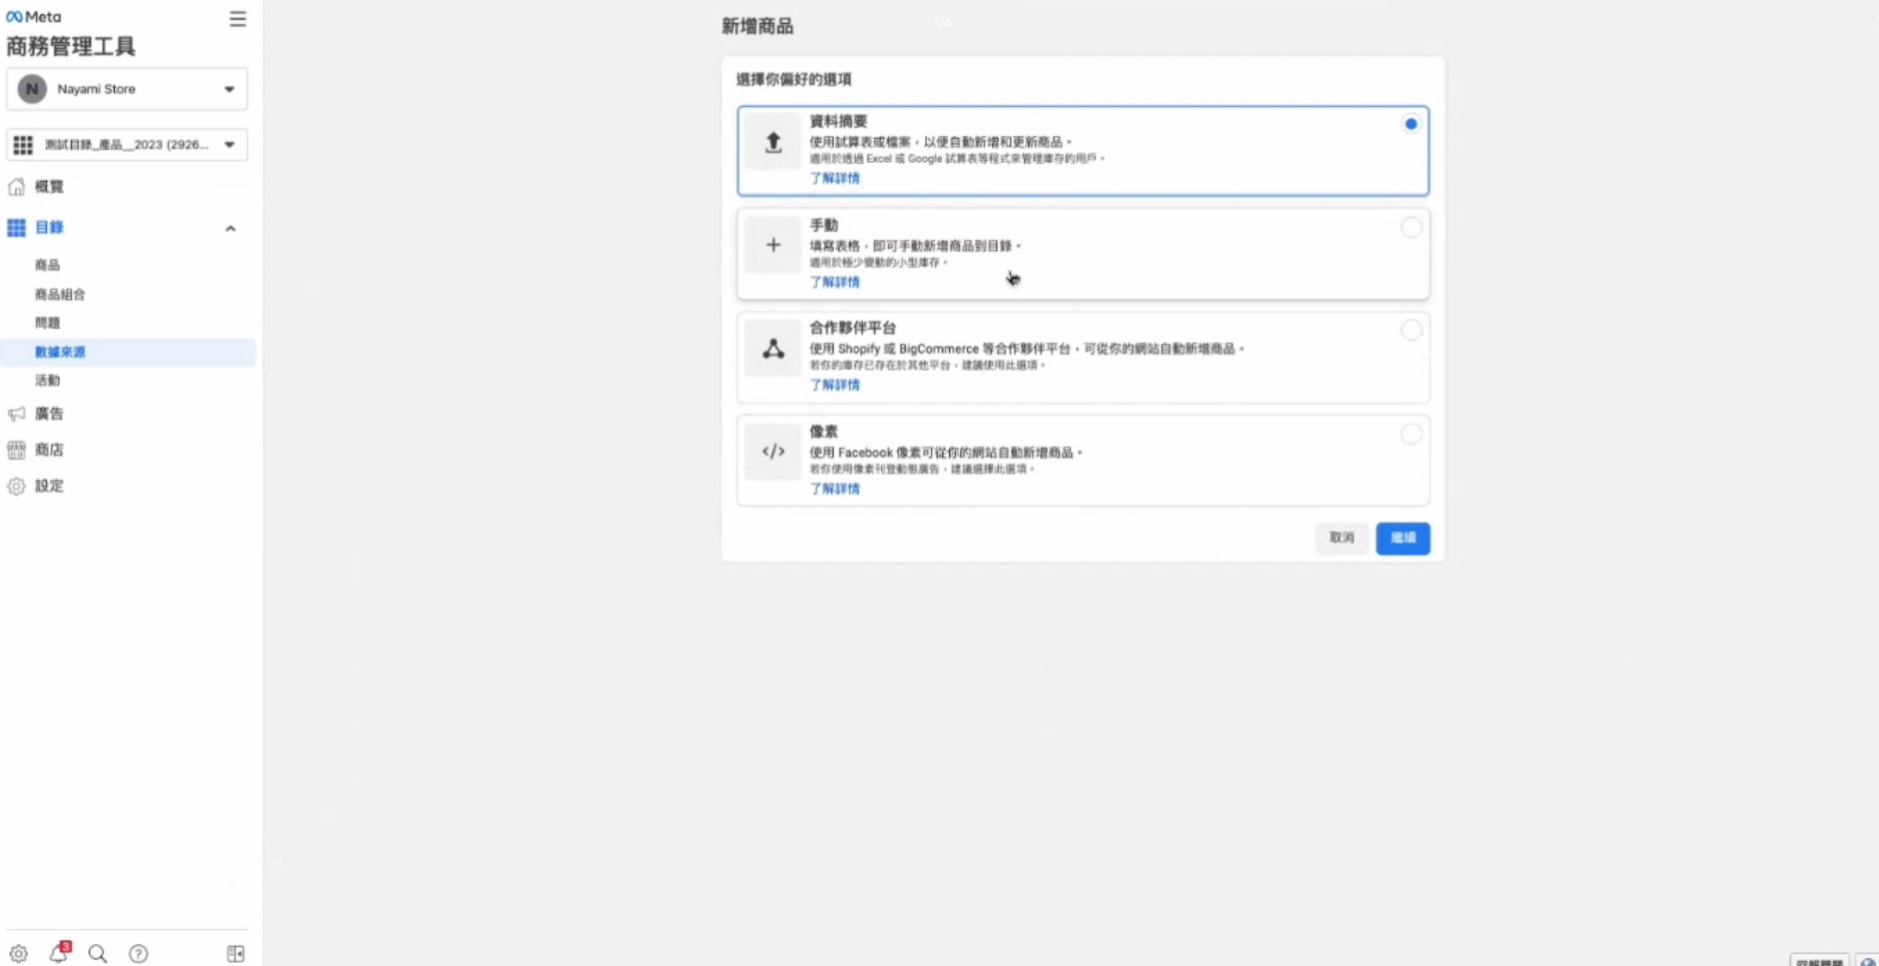 Meta
商務管理工具
N Nayami Store
測試目錄_產品__2023 (2926...
概覽
目錄
商品
商品組合
問題
數據來源
活動
廣告
商店
設定
3
新增商品
1/4
選擇你偏好的選項
資料摘要
使用試算表或檔案，以便自動新增和更新商品。
適用於透過 Excel 或 Google 試算表等程式來管理庫存的用戶。
了解詳情
手動
填寫表格，即可手動新增商品到目錄。
適用於極少變動的小型庫存。
了解詳情
合作夥伴平台
使用 Shopify 或 BigCommerce 等合作夥伴平台，可從你的網站自動新增商品。
若你的庫存已存在於其他平台，建議使用此選項。
了解詳情
像素
使用 Facebook 像素可從你的網站自動新增商品。
若你使用像素刊登動態廣告，建議選擇此選項。
了解詳情
取消
繼續